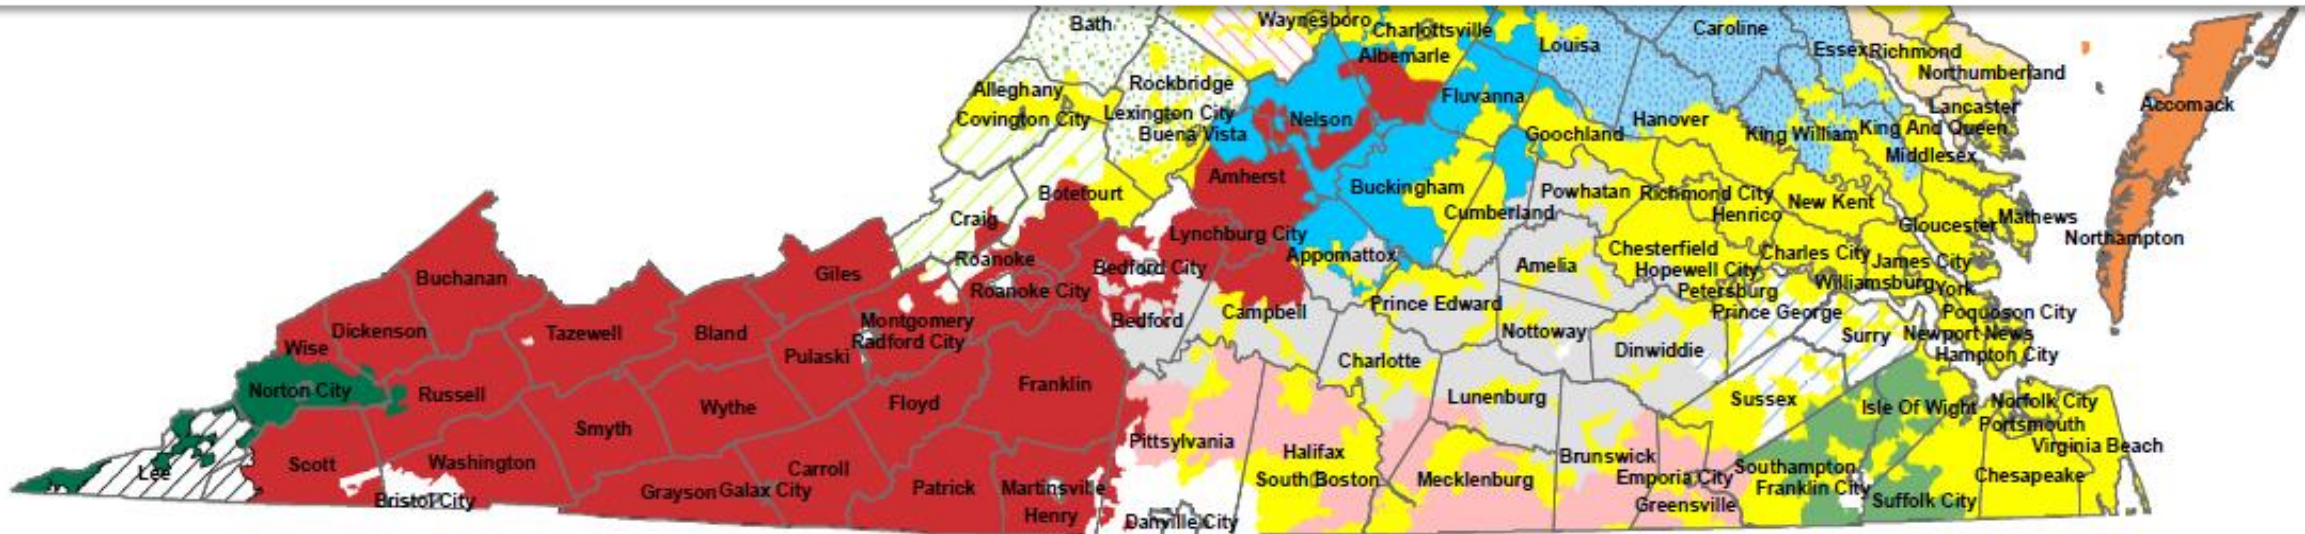 Bath
Waynesboro
Charlottsville
Albemarle
Louisa
Caroline
Essex
Richmond
Northumberland
Alleghany
Rockbridge
Covington City
Lexington City
Buena Vista
Nelson
Fluvanna
Goochland
Hanover
King William
King And Queen
Lancaster
Middlesex
Accomack
Amherst
Botetourt
Craig
Buckingham
Cumberland
Powhatan
Richmond City
Henrico
New Kent
Gloucester
Mathews
Northampton
Lynchburg City
Roanoke
Bedford City
Appomattox
Amelia
Chesterfield
Hopewell City
Petersburg
Charles City
James City
Williamsburg
York
Buchanan
Giles
Roanoke City
Bedford
Campbell
Prince Edward
Nottoway
Dinwiddie
Prince George
Surry
Poquoson City
Newport News
Hampton City
Dickenson
Wise
Tazewell
Bland
Pulaski
Montgomery
Radford City
Charlotte
Norton City
Russell
Smyth
Wythe
Floyd
Franklin
Lunenburg
Sussex
Isle Of Wight
Norfolk City
Portsmouth
Virginia Beach
Lee
Scott
Washington
Bristol City
Grayson
Galax City
Carroll
Patrick
Martinsville
Henry
Pittsylvania
Danville City
Halifax
South Boston
Mecklenburg
Brunswick
Emporia City
Greensville
Southampton
Franklin City
Suffolk City
Chesapeake